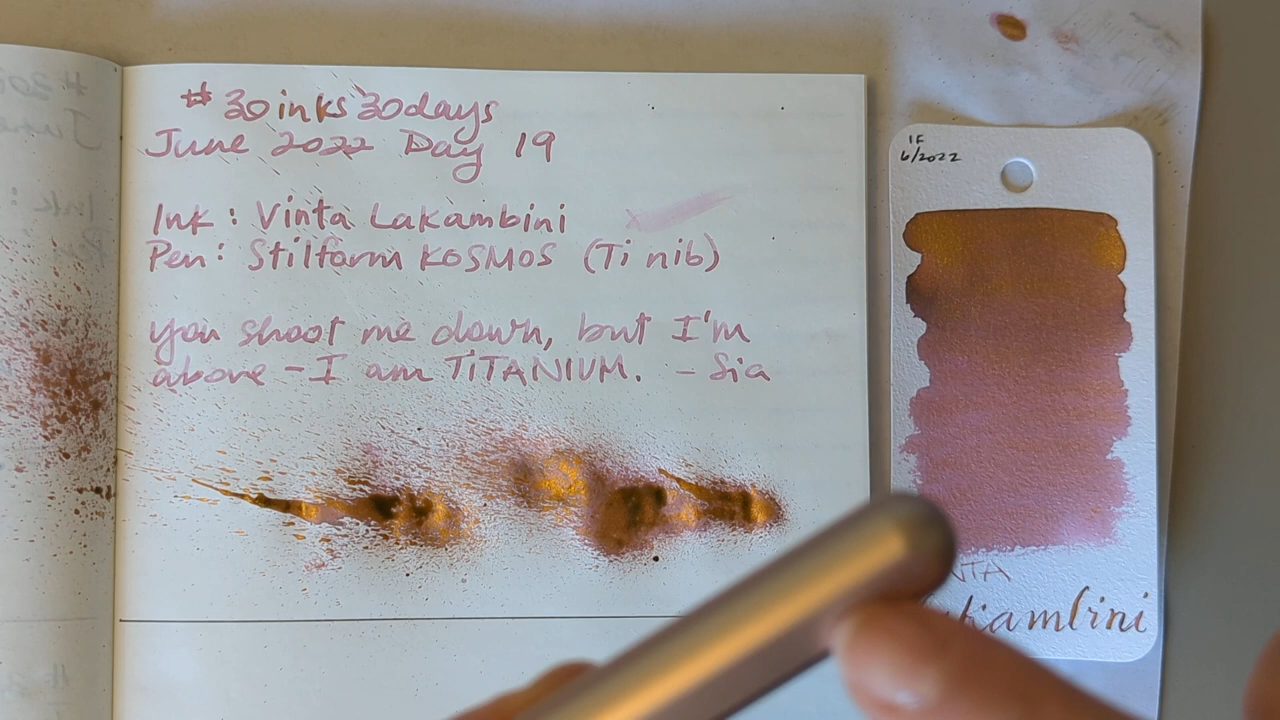 #30inks30days
June 2022 Day 19
Ink: Vinta Lakambini
Pen: Stilform KOSMOS (Ti nib)
you shoot me down, but I'm
above - I am TiTANIUM. - Sia
IF
6/2022